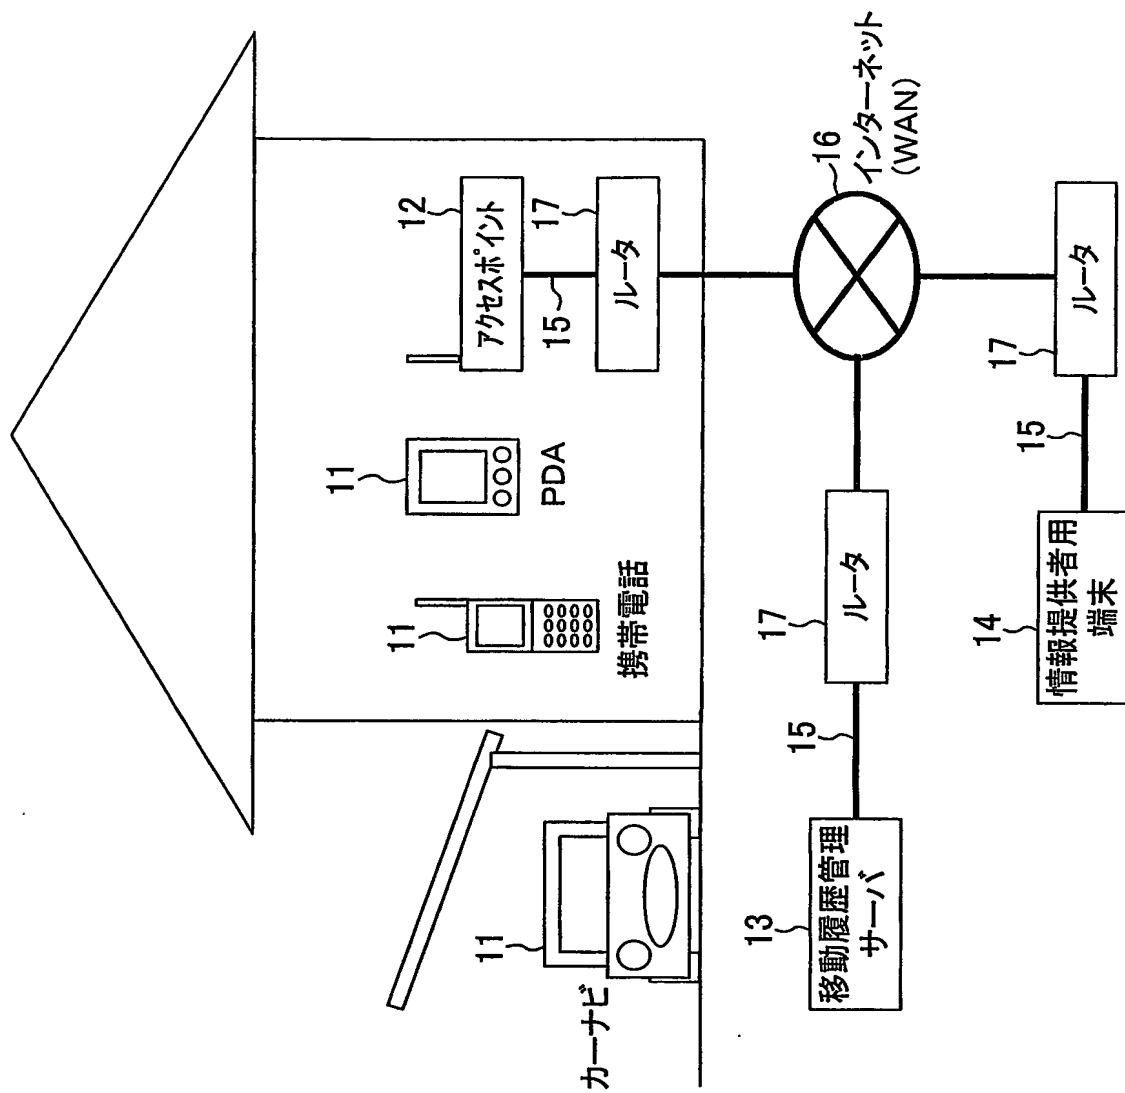 12
アクセスポイント
15
17
ルータ
11
PDA
11
携帯電話
11
カーナビ
16
インターネット
(WAN)
17
ルータ
15
13
移動履歴管理
サーバ
17
ルータ
15
14
情報提供者用
端末